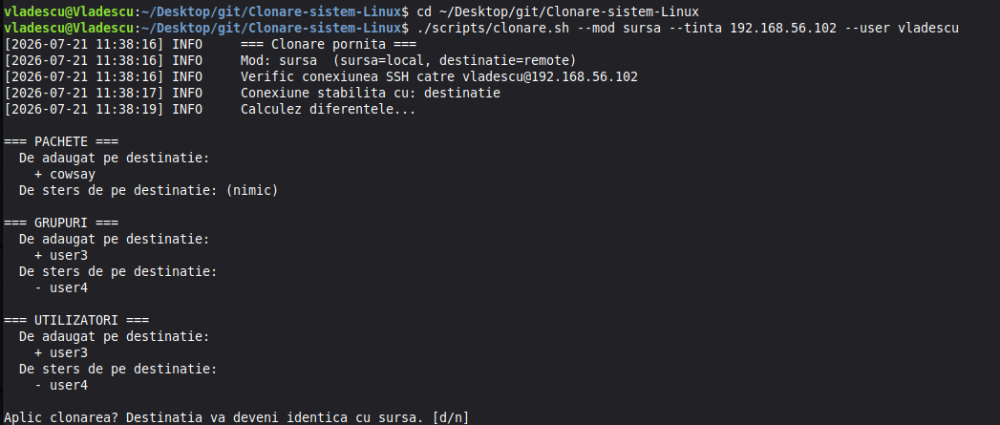 vladescu@Vladescu:~/Desktop/git/Clonare-sistem-Linux$ cd ~/Desktop/git/Clonare-sistem-Linux
vladescu@Vladescu:~/Desktop/git/Clonare-sistem-Linux$ ./scripts/clonare.sh --mod sursa --tinta 192.168.56.102 --user vladescu
[2026-07-21 11:38:16] INFO     === Clonare pornita ===
[2026-07-21 11:38:16] INFO     Mod: sursa  (sursa=local, destinatie=remote)
[2026-07-21 11:38:16] INFO     Verific conexiunea SSH catre vladescu@192.168.56.102
[2026-07-21 11:38:17] INFO     Conexiune stabilita cu: destinatie
[2026-07-21 11:38:19] INFO     Calculez diferentele...

=== PACHETE ===
  De adaugat pe destinatie:
    + cowsay
  De sters de pe destinatie: (nimic)

=== GRUPURI ===
  De adaugat pe destinatie:
    + user3
  De sters de pe destinatie:
    - user4

=== UTILIZATORI ===
  De adaugat pe destinatie:
    + user3
  De sters de pe destinatie:
    - user4

Aplic clonarea? Destinatia va deveni identica cu sursa. [d/n]